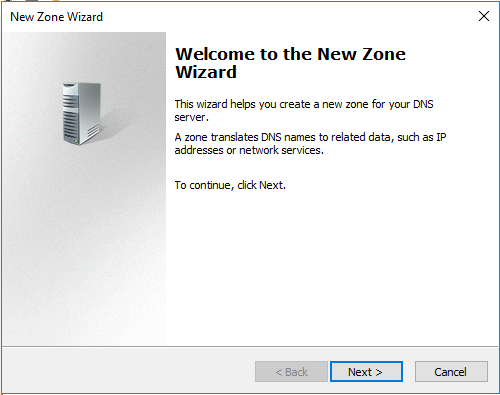 New Zone Wizard
Welcome to the New Zone
Wizard
This wizard helps you create a new zone for your DNS
server.
A zone translates DNS names to related data, such as IP
addresses or network services.
To continue, click Next.
< Back
Next >
Cancel